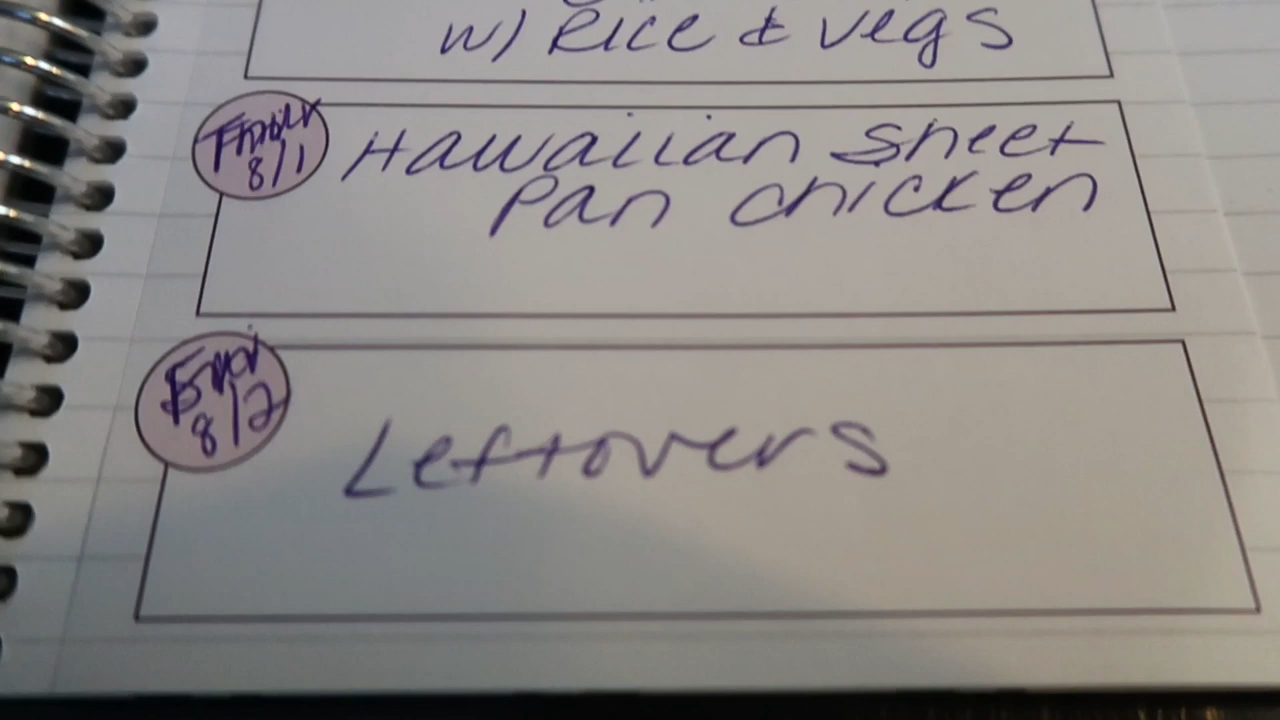 w/ Rice & vegs
8/1
Hawaiian Sheet
Pan chicken
8/2
Leftovers